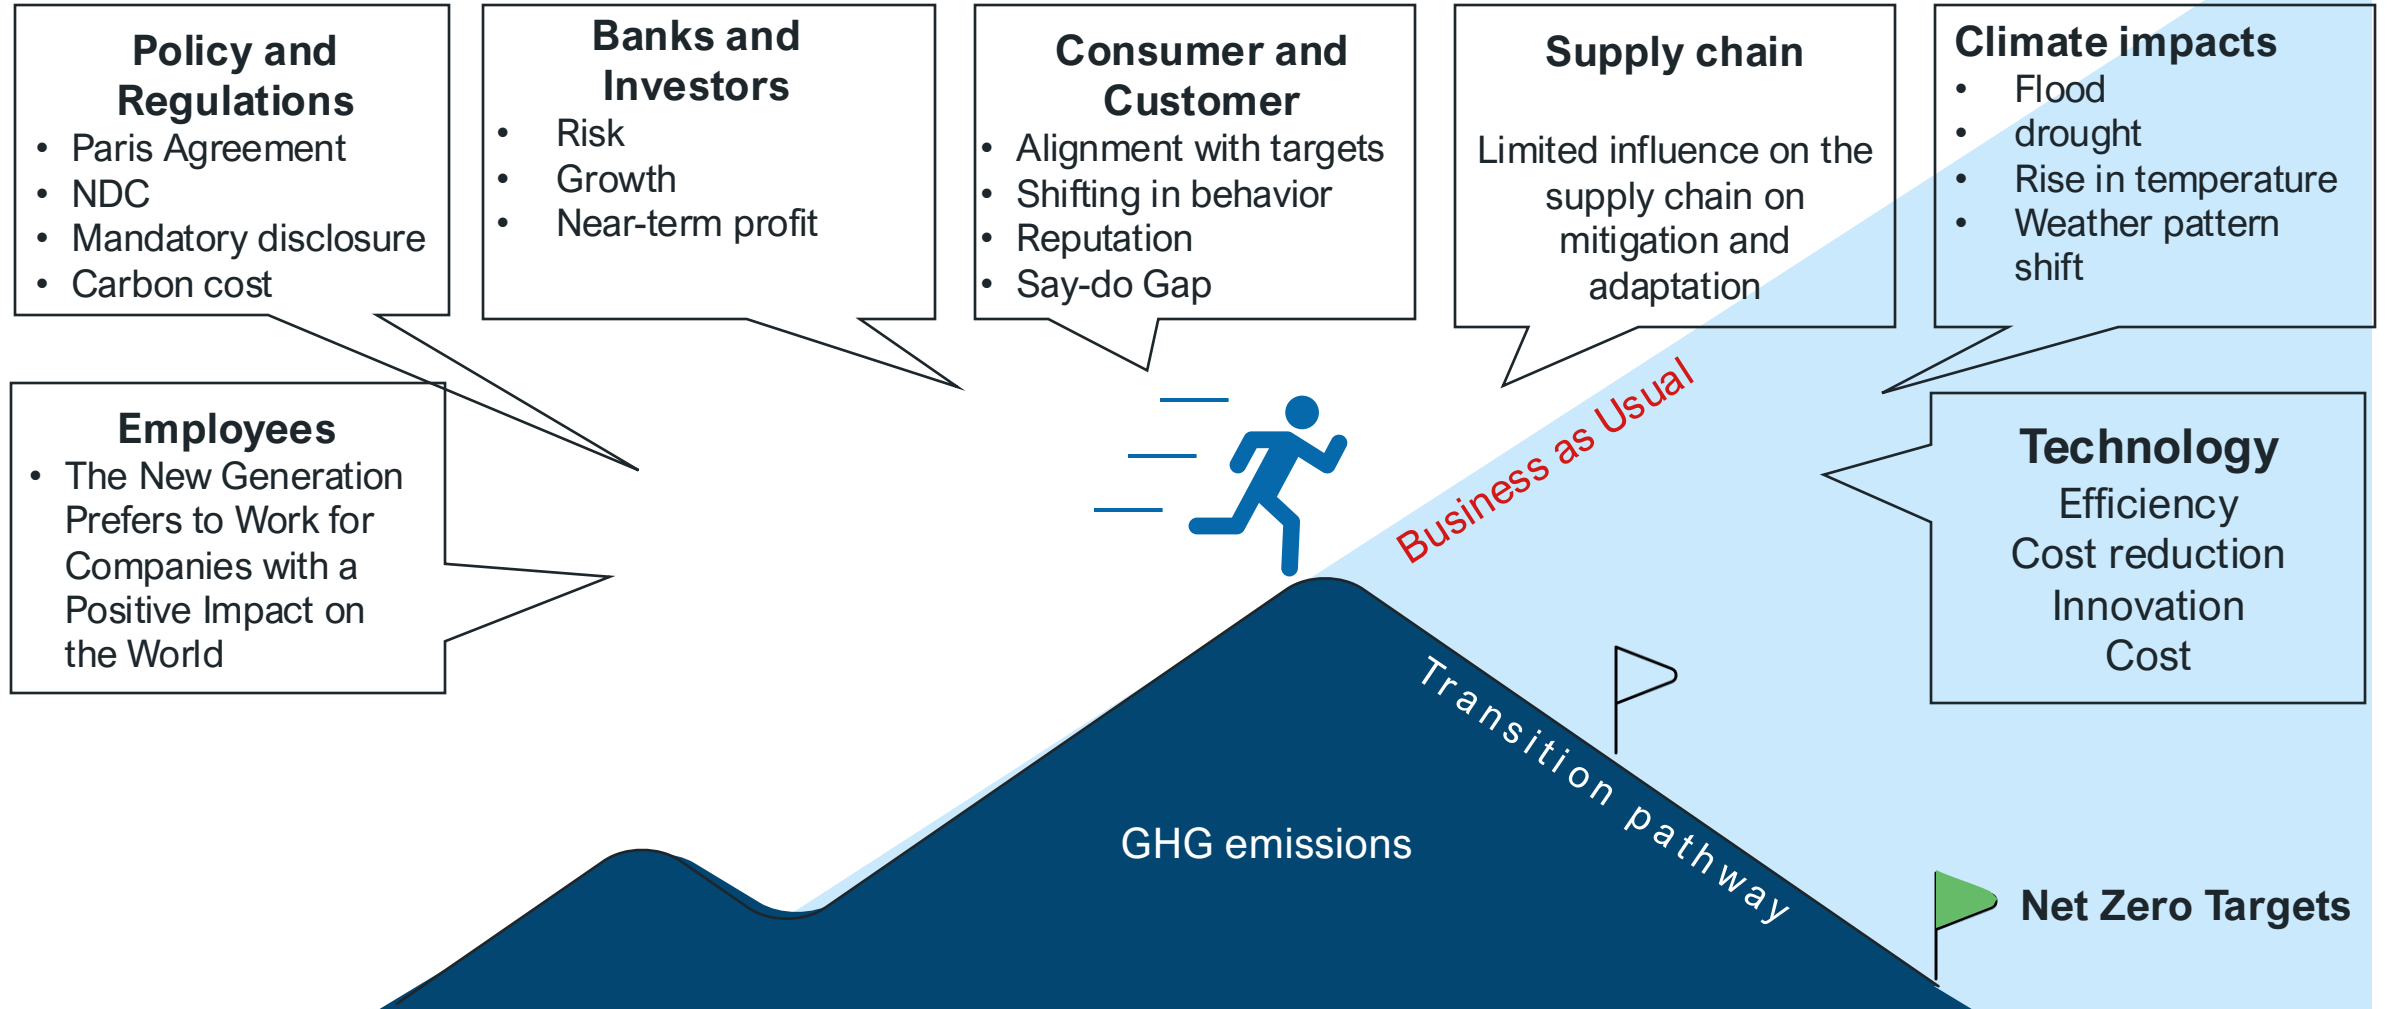 Policy and
Regulations
• Paris Agreement
• NDC
• Mandatory disclosure
• Carbon cost
Banks and
Investors
• Risk
• Growth
• Near-term profit
Consumer and
Customer
• Alignment with targets
• Shifting in behavior
• Reputation
• Say-do Gap
Supply chain
Limited influence on the
supply chain on
mitigation and
adaptation
Climate impacts
• Flood
• drought
• Rise in temperature
• Weather pattern
shift
Employees
• The New Generation
Prefers to Work for
Companies with a
Positive Impact on
the World
Business as Usual
Technology
Efficiency
Cost reduction
Innovation
Cost
Transition pathway
GHG emissions
Net Zero Targets